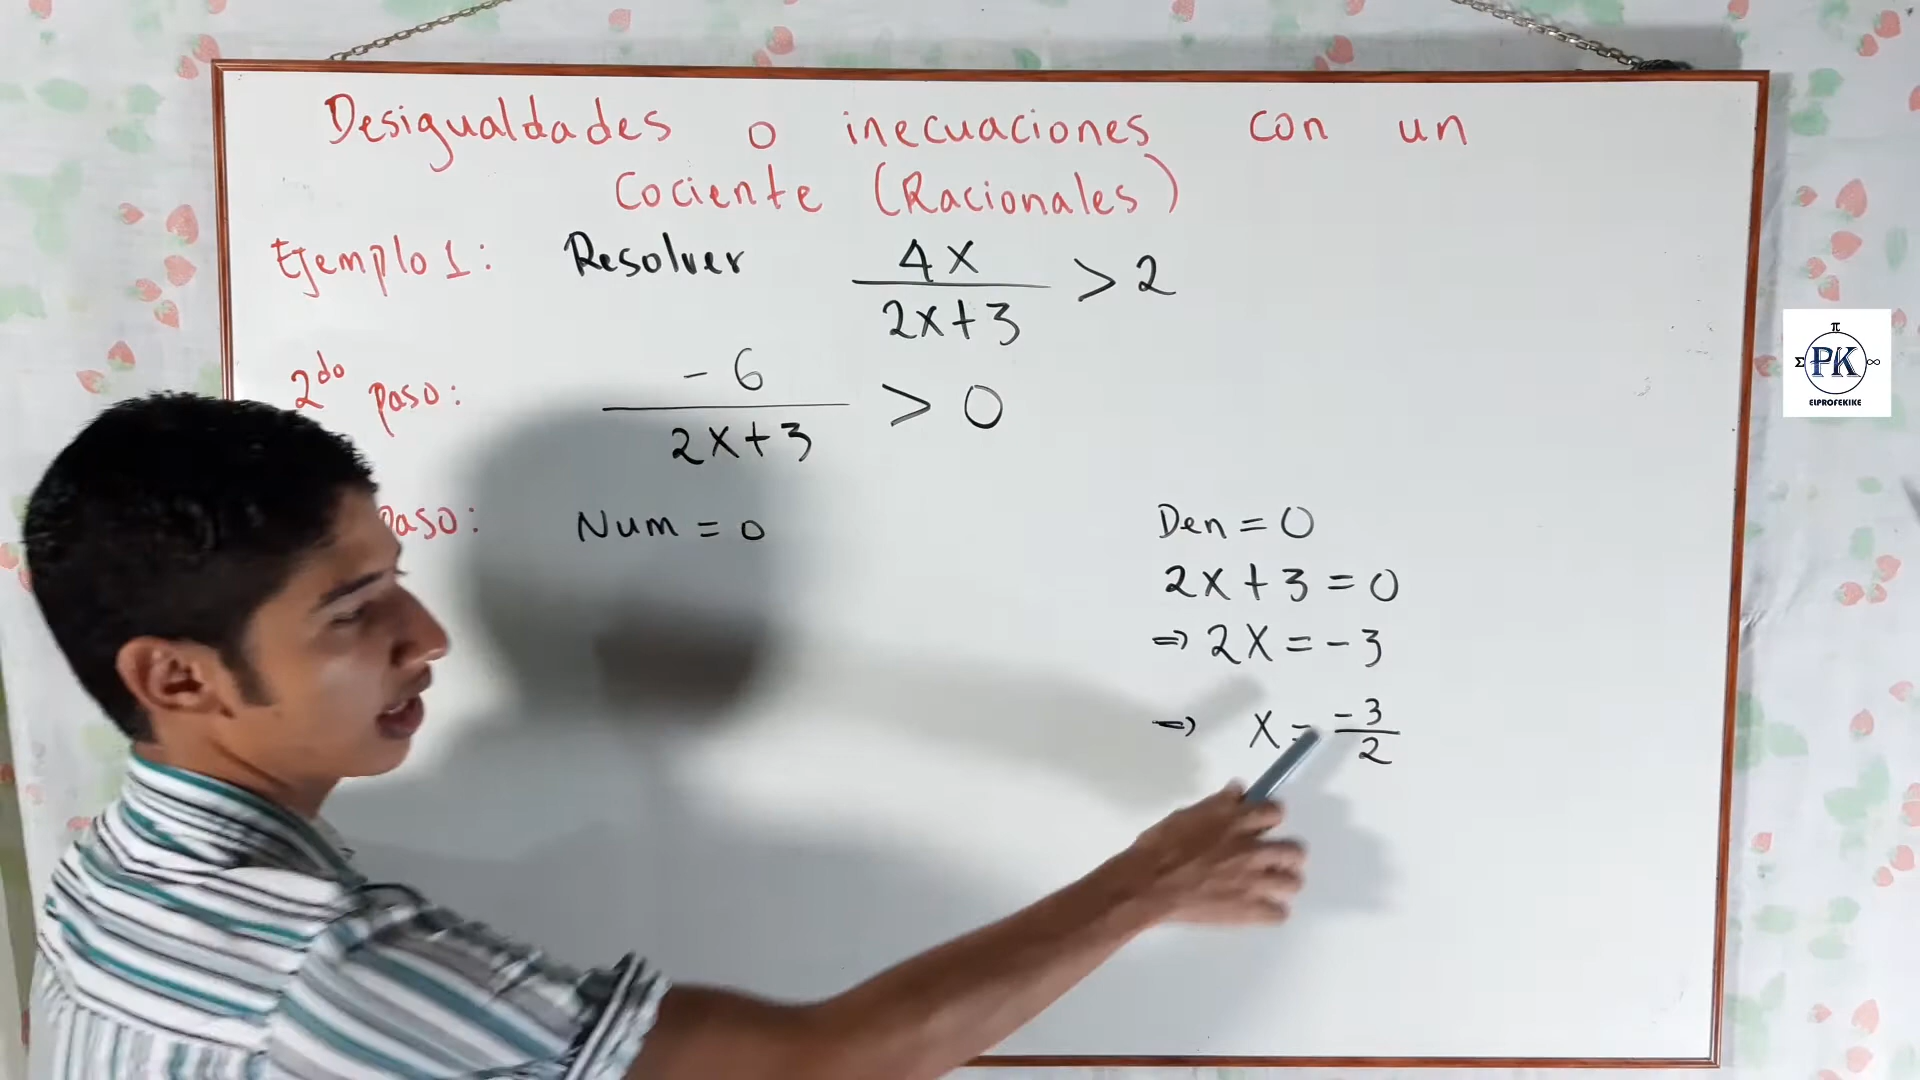 Desigualdades o inecuaciones con un
Cociente (Racionales)
Ejemplo 1: Resolver 4x / 2x+3 > 2
2do paso: -6 / 2x+3 > 0
paso: Num = 0
Den = 0
2x + 3 = 0
⇒ 2x = -3
⇒ x = -3/2
π
Σ PK ∞
ElPROFEKIKE